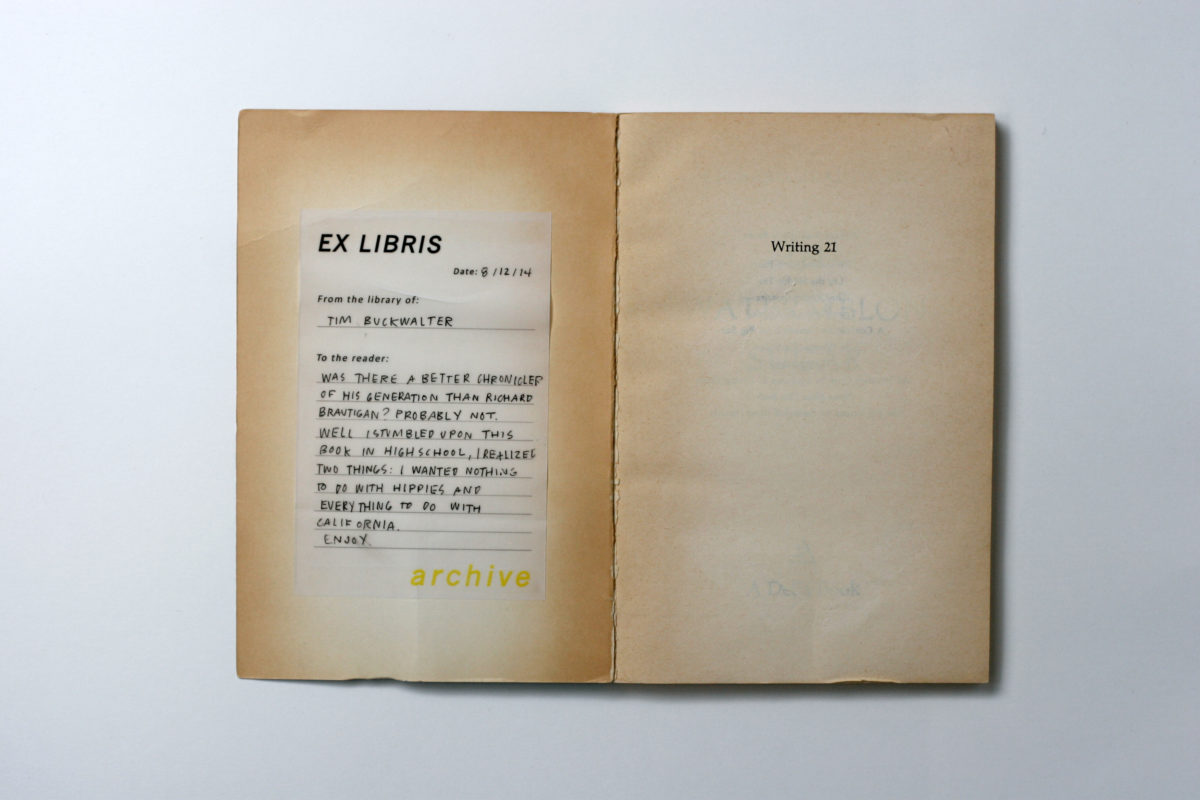 EX LIBRIS
Date: 8/12/14
From the library of:
TIM BUCKWALTER
To the reader:
WAS THERE A BETTER CHRONICLER
OF HIS GENERATION THAN RICHARD
BRAUTIGAN? PROBABLY NOT.
WELL I STUMBLED UPON THIS
BOOK IN HIGH SCHOOL, I REALIZED
TWO THINGS: I WANTED NOTHING
TO DO WITH HIPPIES AND
EVERYTHING TO DO WITH
CALIFORNIA.
ENJOY.
archive
Writing 21